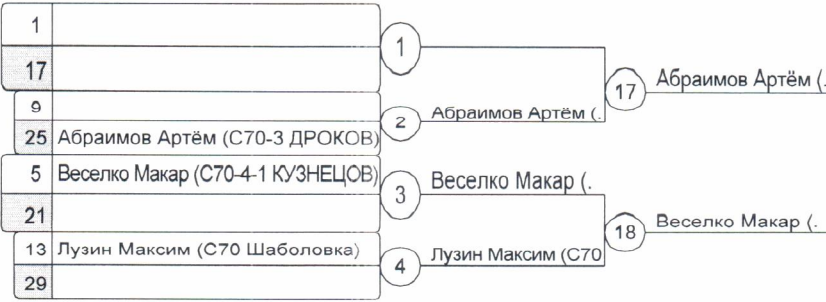 1
17
1
9
25 Абраимов Артём (С70-3 ДРОКОВ)
2
Абраимов Артём (.
17
Абраимов Артём (.
5 Веселко Макар (С70-4-1 КУЗНЕЦОВ)
21
3
Веселко Макар (.
13 Лузин Максим (С70 Шаболовка)
29
4
Лузин Максим (С70
18
Веселко Макар (.